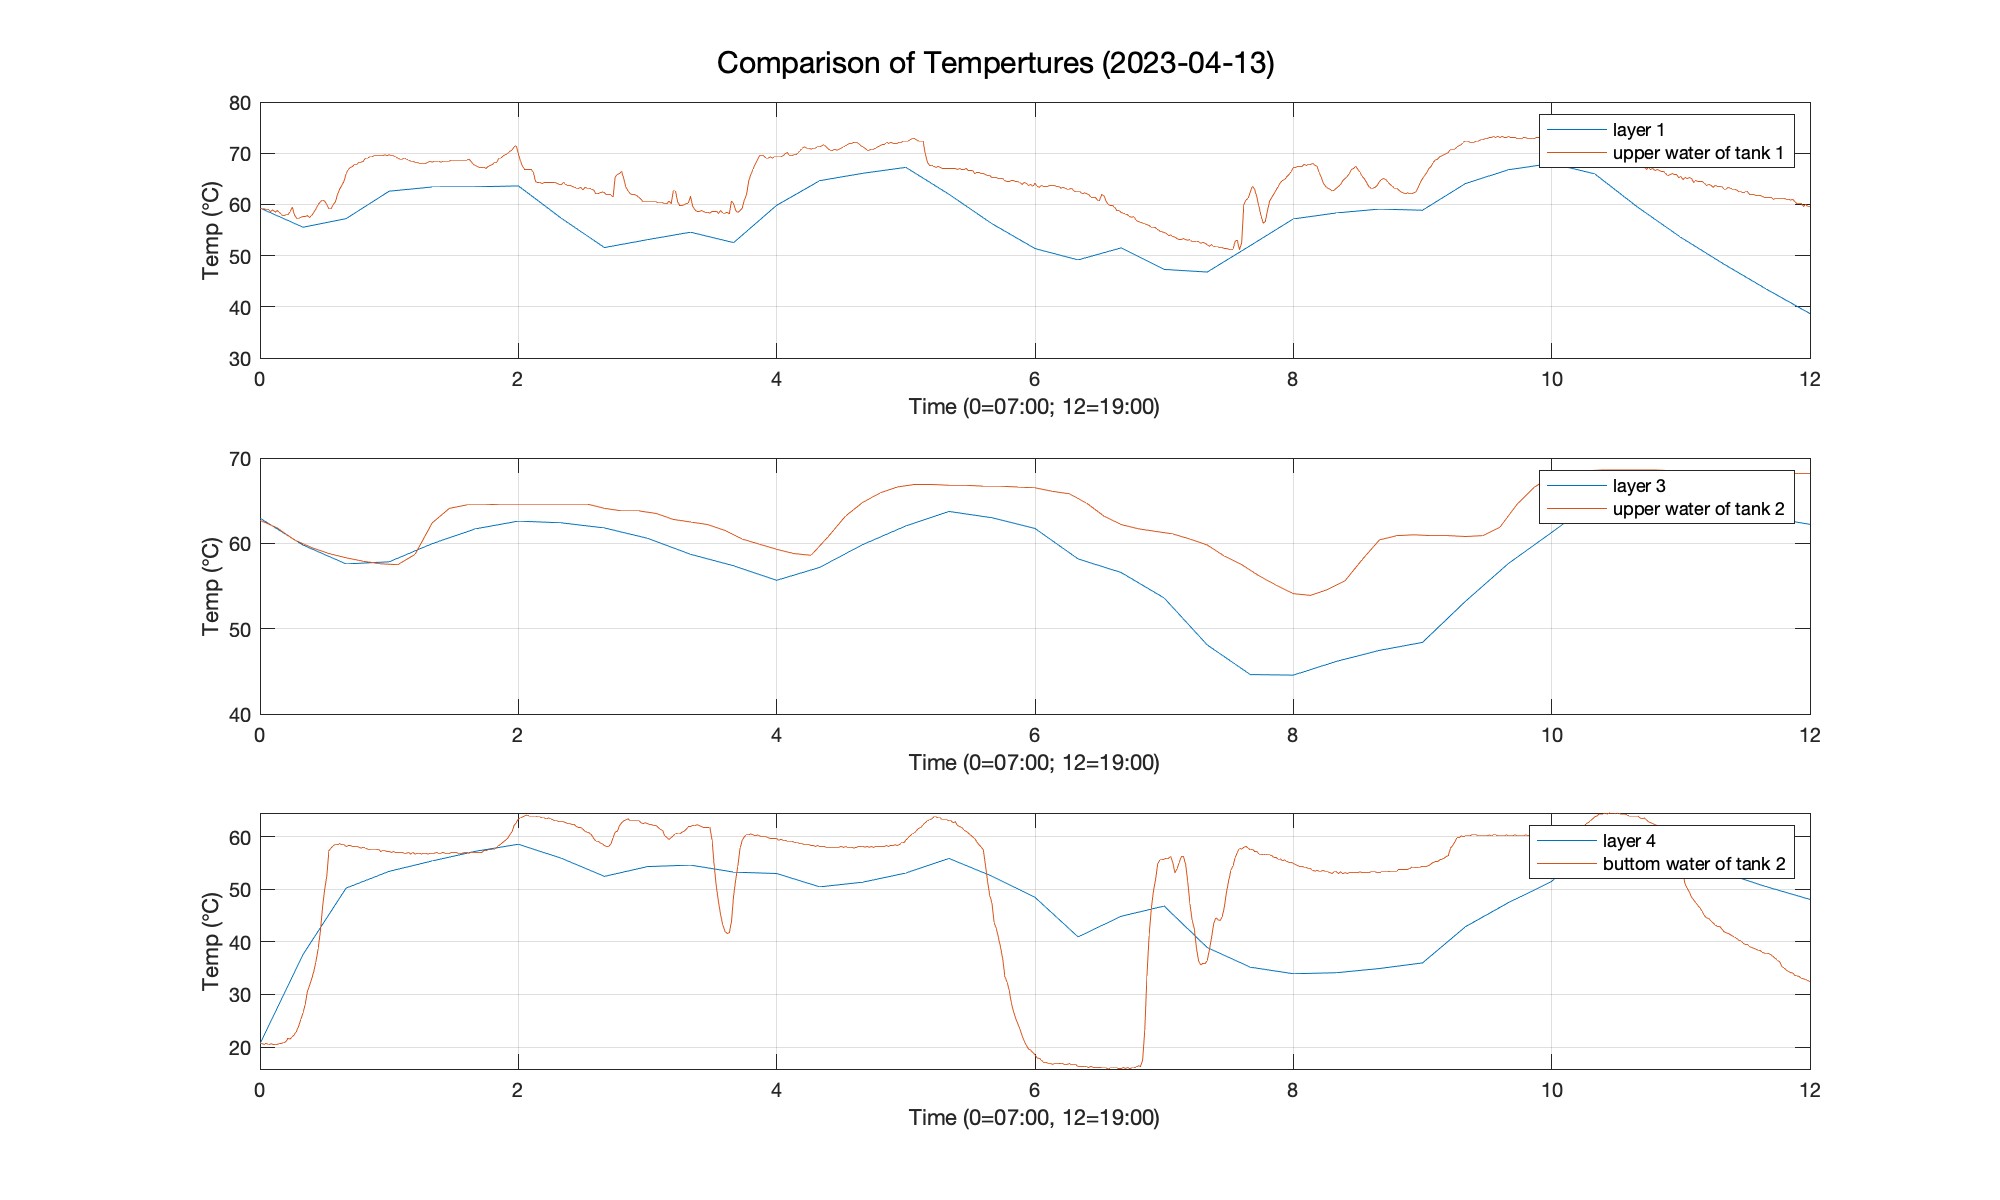 Comparison of Tempertures (2023-04-13)
80
70
60
50
40
30
Temp (°C)
layer 1
upper water of tank 1
0 2 4 6 8 10 12
Time (0=07:00; 12=19:00)
70
60
50
40
Temp (°C)
layer 3
upper water of tank 2
0 2 4 6 8 10 12
Time (0=07:00; 12=19:00)
60
50
40
30
20
Temp (°C)
layer 4
buttom water of tank 2
0 2 4 6 8 10 12
Time (0=07:00, 12=19:00)